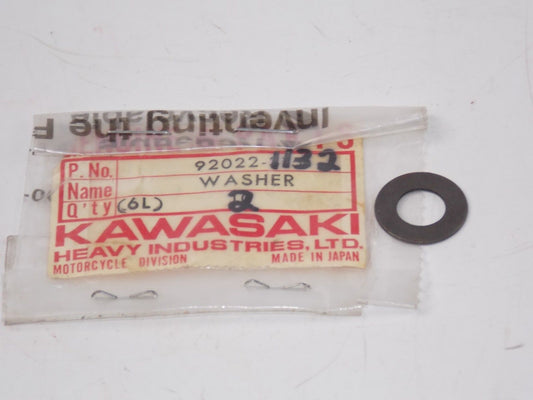 Inventing the F
P. No. 92022-1132
Name WASHER
Q'ty (6L) 2
KAWASAKI
HEAVY INDUSTRIES, LTD.
MOTORCYCLE DIVISION MADE IN JAPAN